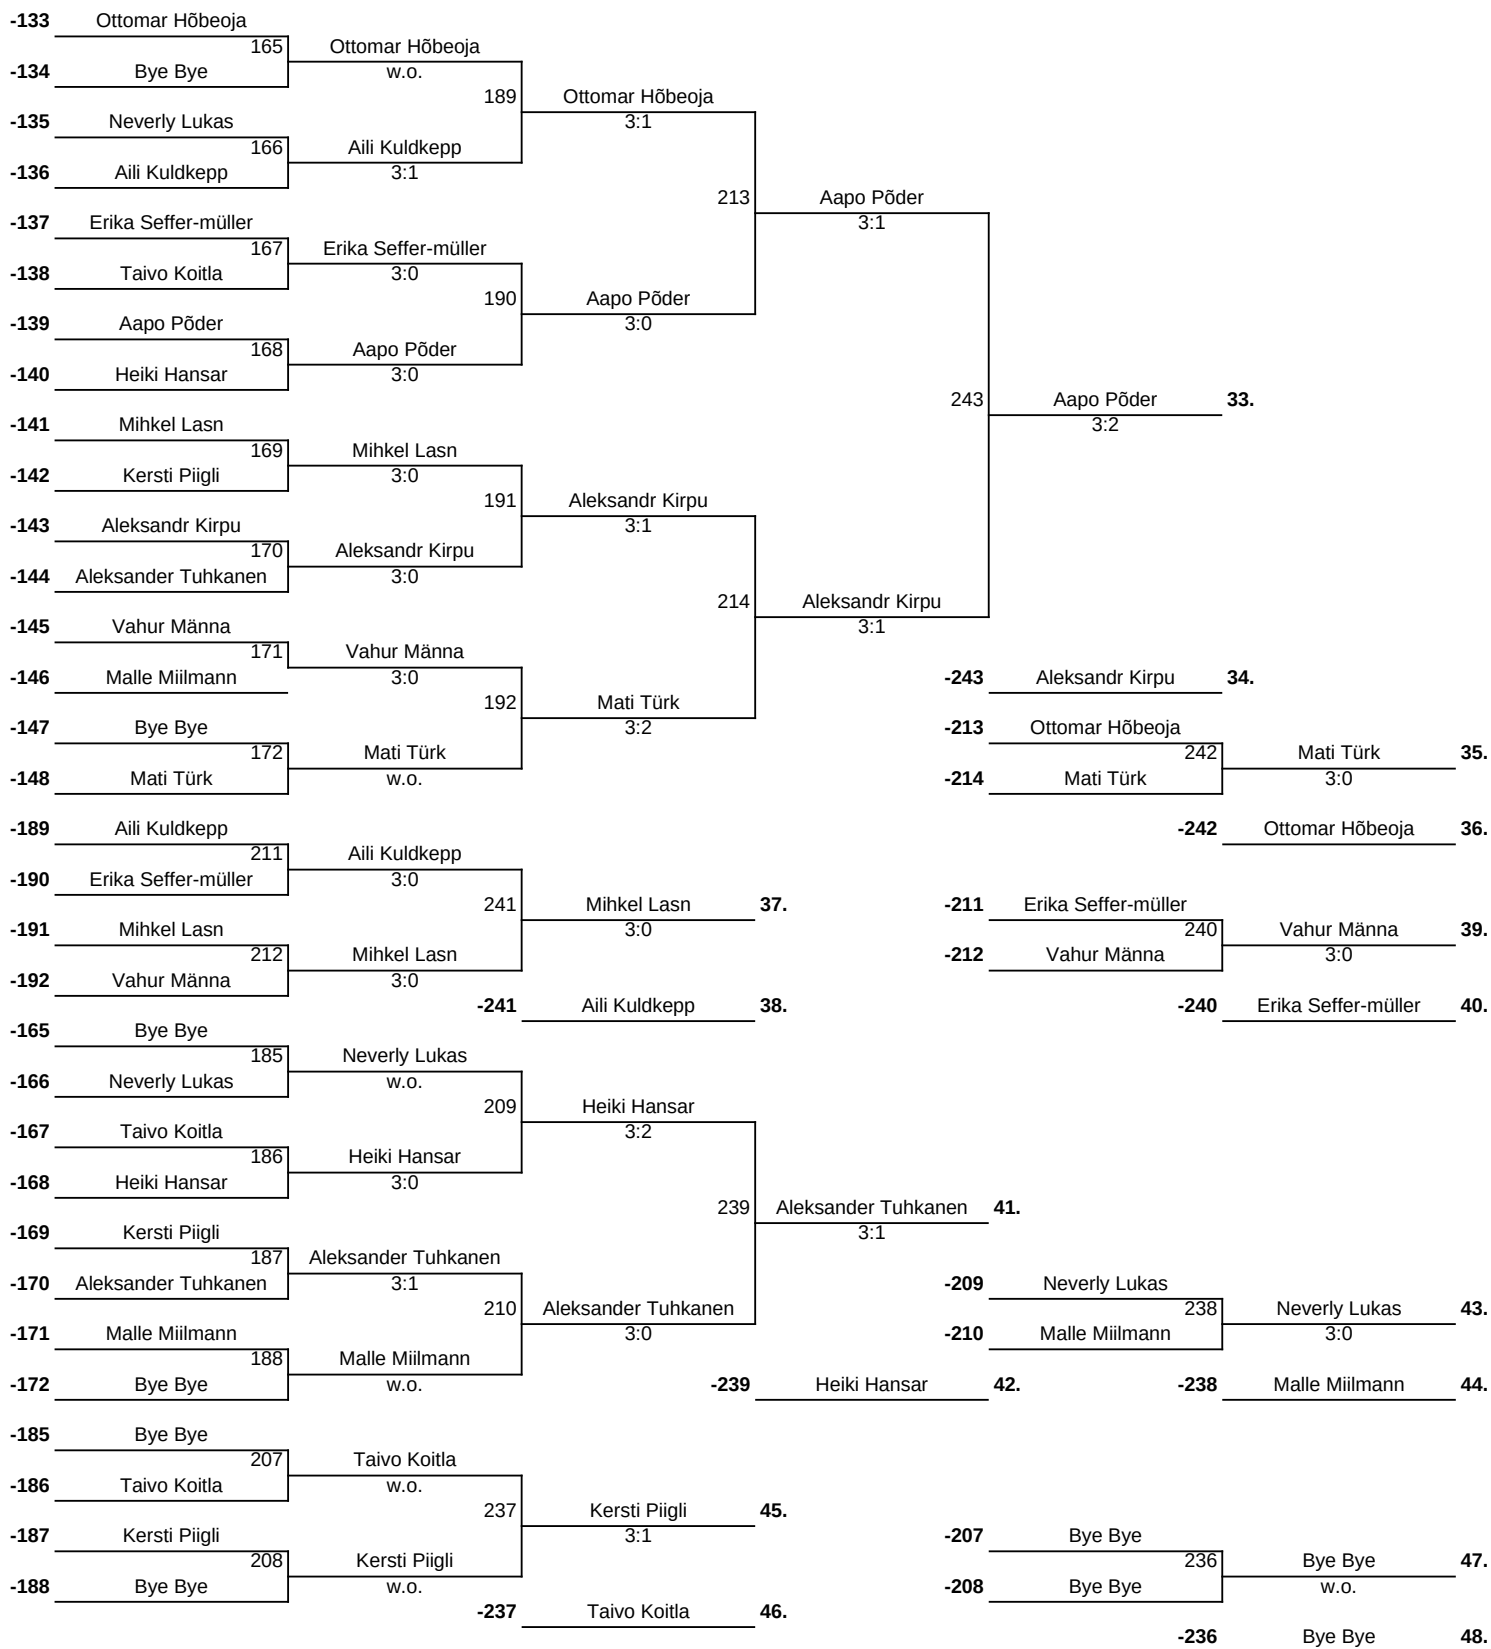 -133 Ottomar Hõbeoja
165 Ottomar Hõbeoja
-134 Bye Bye w.o.
189 Ottomar Hõbeoja
-135 Neverly Lukas 3:1
166 Aili Kuldkepp
-136 Aili Kuldkepp 3:1
213 Aapo Põder
-137 Erika Seffer-müller 3:1
167 Erika Seffer-müller
-138 Taivo Koitla 3:0
190 Aapo Põder
-139 Aapo Põder 3:0
168 Aapo Põder
-140 Heiki Hansar 3:0
243 Aapo Põder 33.
-141 Mihkel Lasn 3:2
169 Mihkel Lasn
-142 Kersti Piigli 3:0
191 Aleksandr Kirpu
-143 Aleksandr Kirpu 3:1
170 Aleksandr Kirpu
-144 Aleksander Tuhkanen 3:0
214 Aleksandr Kirpu
-145 Vahur Männa 3:1
171 Vahur Männa
-146 Malle Miilmann 3:0 -243 Aleksandr Kirpu 34.
192 Mati Türk
-147 Bye Bye 3:2 -213 Ottomar Hõbeoja
172 Mati Türk 242 Mati Türk 35.
-148 Mati Türk w.o. -214 Mati Türk 3:0
-189 Aili Kuldkepp -242 Ottomar Hõbeoja 36.
211 Aili Kuldkepp
-190 Erika Seffer-müller 3:0
241 Mihkel Lasn 37. -211 Erika Seffer-müller
-191 Mihkel Lasn 3:0 240 Vahur Männa 39.
212 Mihkel Lasn -212 Vahur Männa 3:0
-192 Vahur Männa 3:0
-241 Aili Kuldkepp 38. -240 Erika Seffer-müller 40.
-165 Bye Bye
185 Neverly Lukas
-166 Neverly Lukas w.o.
209 Heiki Hansar
-167 Taivo Koitla 3:2
186 Heiki Hansar
-168 Heiki Hansar 3:0
239 Aleksander Tuhkanen 41.
-169 Kersti Piigli 3:1
187 Aleksander Tuhkanen
-170 Aleksander Tuhkanen 3:1 -209 Neverly Lukas
210 Aleksander Tuhkanen 238 Neverly Lukas 43.
-171 Malle Miilmann 3:0 -210 Malle Miilmann 3:0
188 Malle Miilmann
-172 Bye Bye w.o. -239 Heiki Hansar 42. -238 Malle Miilmann 44.
-185 Bye Bye
207 Taivo Koitla
-186 Taivo Koitla w.o.
237 Kersti Piigli 45.
-187 Kersti Piigli 3:1 -207 Bye Bye
208 Kersti Piigli 236 Bye Bye 47.
-188 Bye Bye w.o. -208 Bye Bye w.o.
-237 Taivo Koitla 46.
-236 Bye Bye 48.